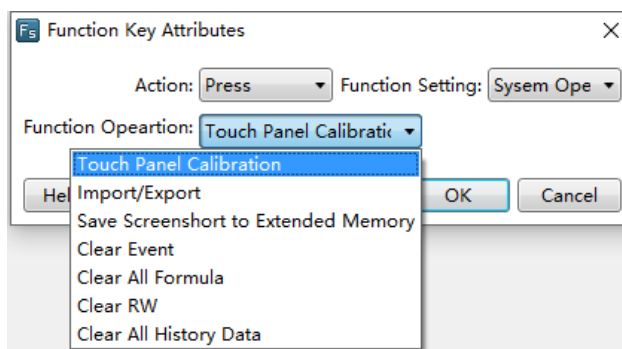 Fs Function Key Attributes
Action: Press Function Setting: Sysem Ope
Function Opeartion: Touch Panel Calibratic
Touch Panel Calibration
Import/Export
Hel OK Cancel
Save Screenshort to Extended Memory
Clear Event
Clear All Formula
Clear RW
Clear All History Data